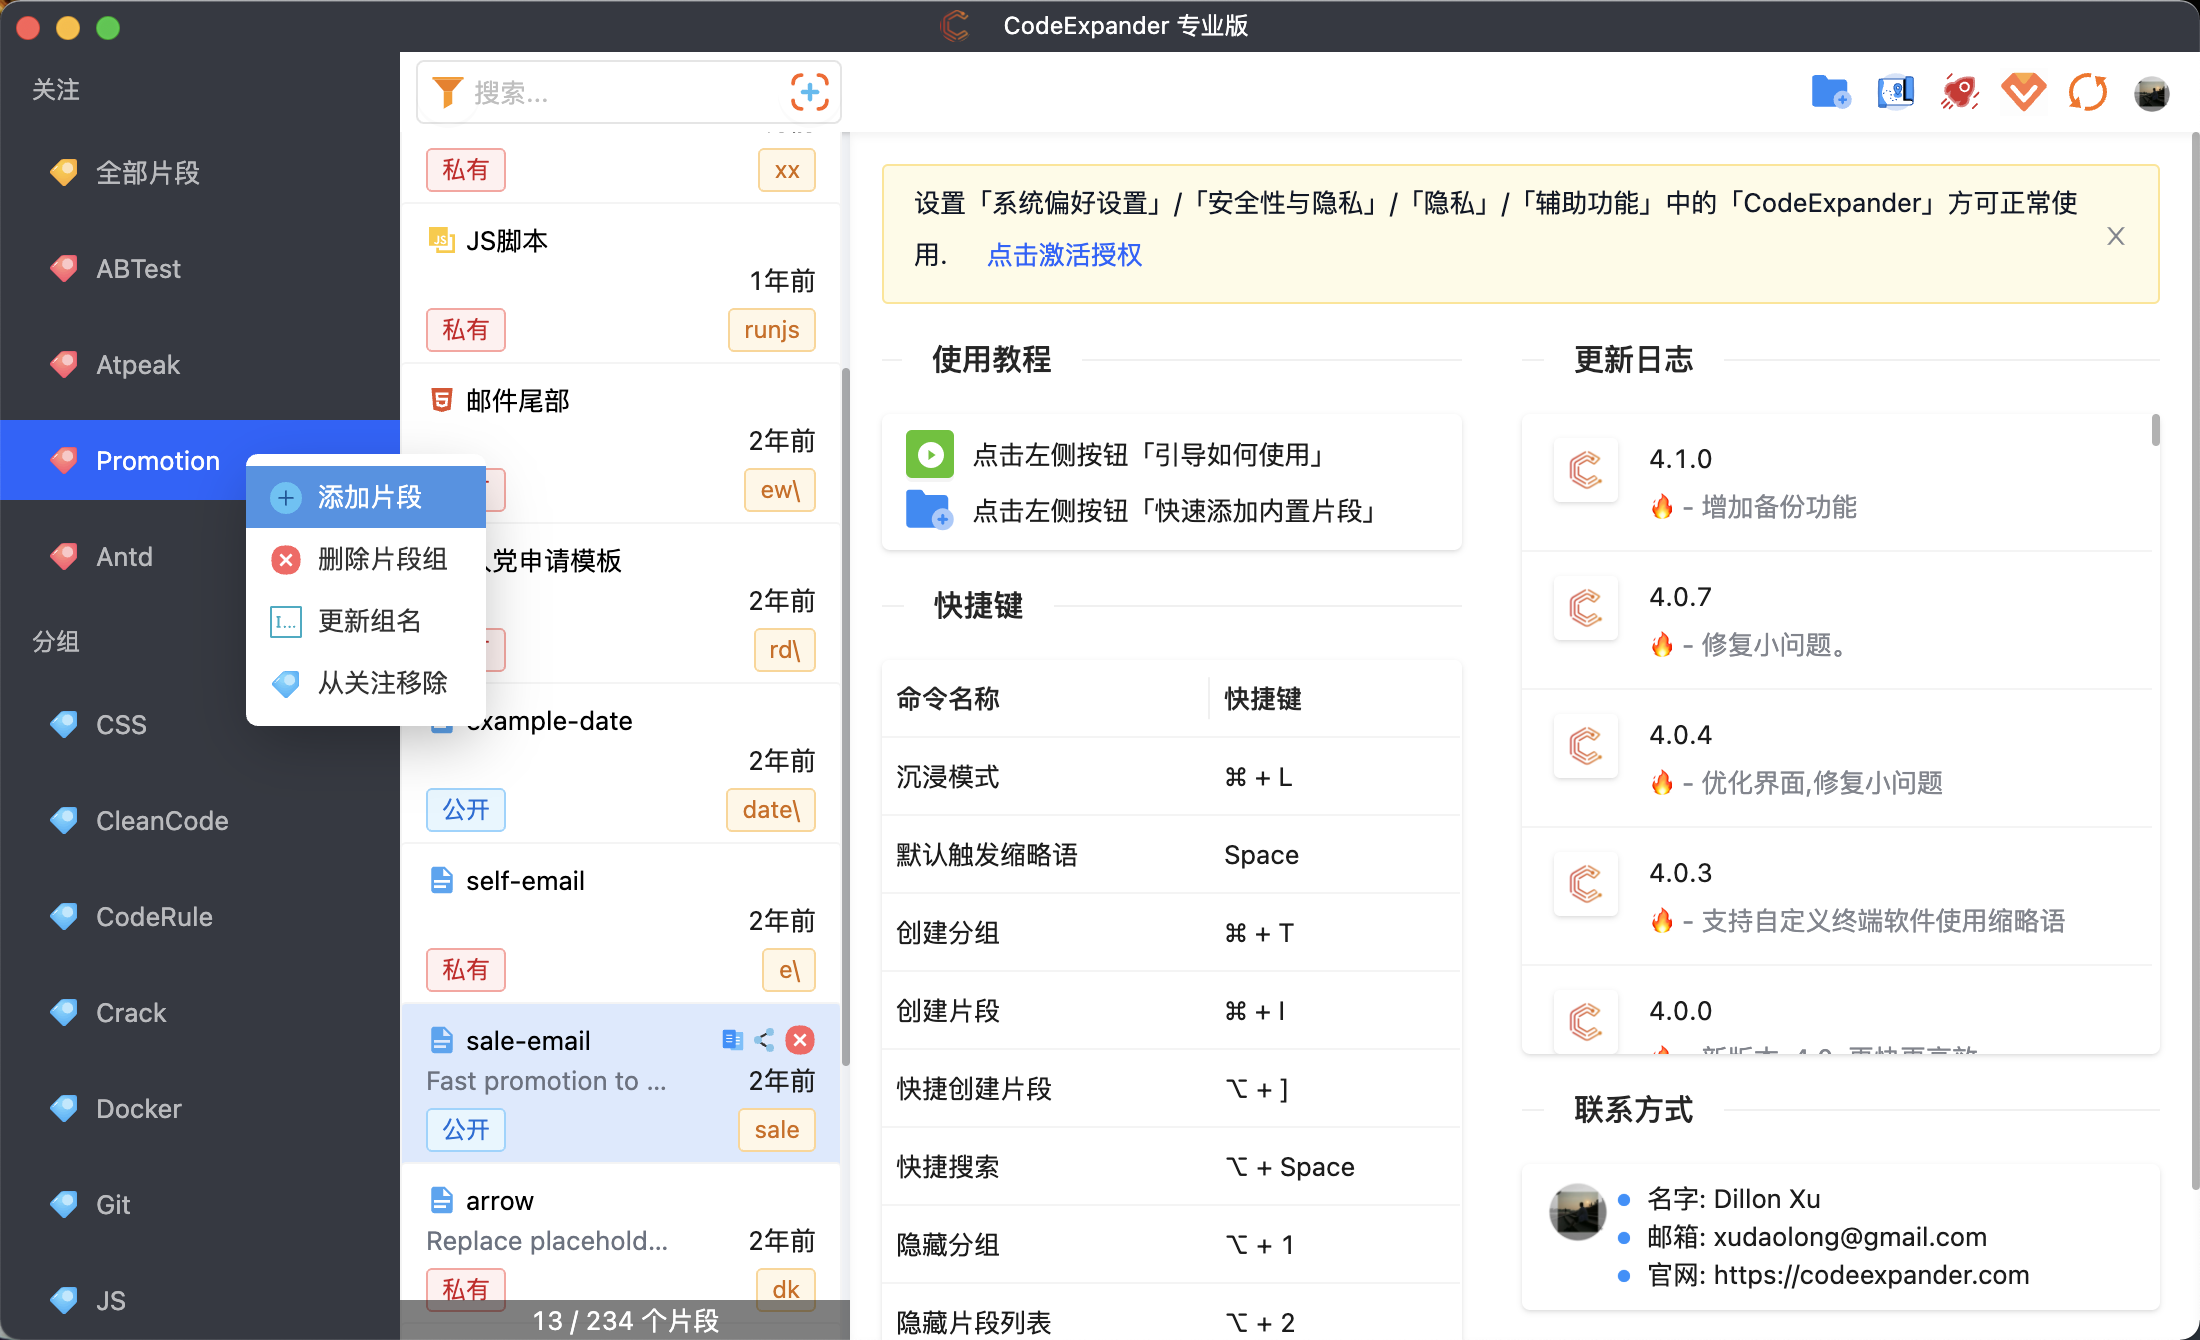 CodeExpander 专业版
关注
全部片段
ABTest
Atpeak
Promotion
Antd
分组
CSS
CleanCode
CodeRule
Crack
Docker
Git
JS
添加片段
删除片段组
更新组名
从关注移除
搜索...
私有
xx
JS脚本
1年前
私有
runjs
邮件尾部
2年前
ew\
党申请模板
2年前
rd\
example-date
2年前
公开
date\
self-email
2年前
私有
e\
sale-email
Fast promotion to ...
2年前
公开
sale
arrow
Replace placehold...
2年前
私有
dk
13 / 234 个片段
设置「系统偏好设置」/「安全性与隐私」/「隐私」/「辅助功能」中的「CodeExpander」方可正常使
用. 点击激活授权
使用教程
点击左侧按钮「引导如何使用」
点击左侧按钮「快速添加内置片段」
快捷键
命令名称 快捷键
沉浸模式 ⌘ + L
默认触发缩略语 Space
创建分组 ⌘ + T
创建片段 ⌘ + I
快捷创建片段 ⌥ + ]
快捷搜索 ⌥ + Space
隐藏分组 ⌥ + 1
隐藏片段列表 ⌥ + 2
更新日志
4.1.0
🔥 - 增加备份功能
4.0.7
🔥 - 修复小问题。
4.0.4
🔥 - 优化界面,修复小问题
4.0.3
🔥 - 支持自定义终端软件使用缩略语
4.0.0
联系方式
名字: Dillon Xu
邮箱: xudaolong@gmail.com
官网: https://codeexpander.com